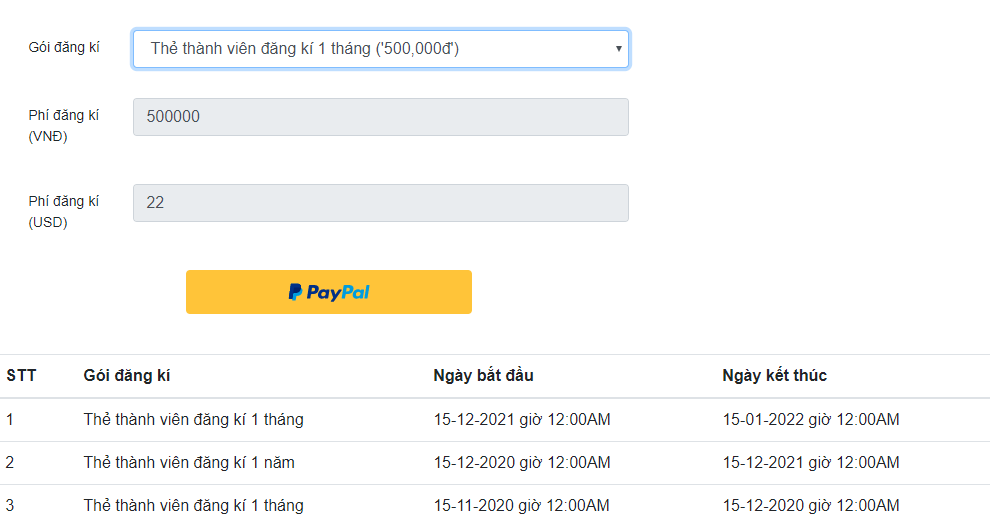 Gói đăng kí Thẻ thành viên đăng kí 1 tháng ('500,000đ')
Phí đăng kí 500000
(VNĐ)
Phí đăng kí 22
(USD)
PayPal
STT Gói đăng kí Ngày bắt đầu Ngày kết thúc
1 Thẻ thành viên đăng kí 1 tháng 15-12-2021 giờ 12:00AM 15-01-2022 giờ 12:00AM
2 Thẻ thành viên đăng kí 1 năm 15-12-2020 giờ 12:00AM 15-12-2021 giờ 12:00AM
3 Thẻ thành viên đăng kí 1 tháng 15-11-2020 giờ 12:00AM 15-12-2020 giờ 12:00AM